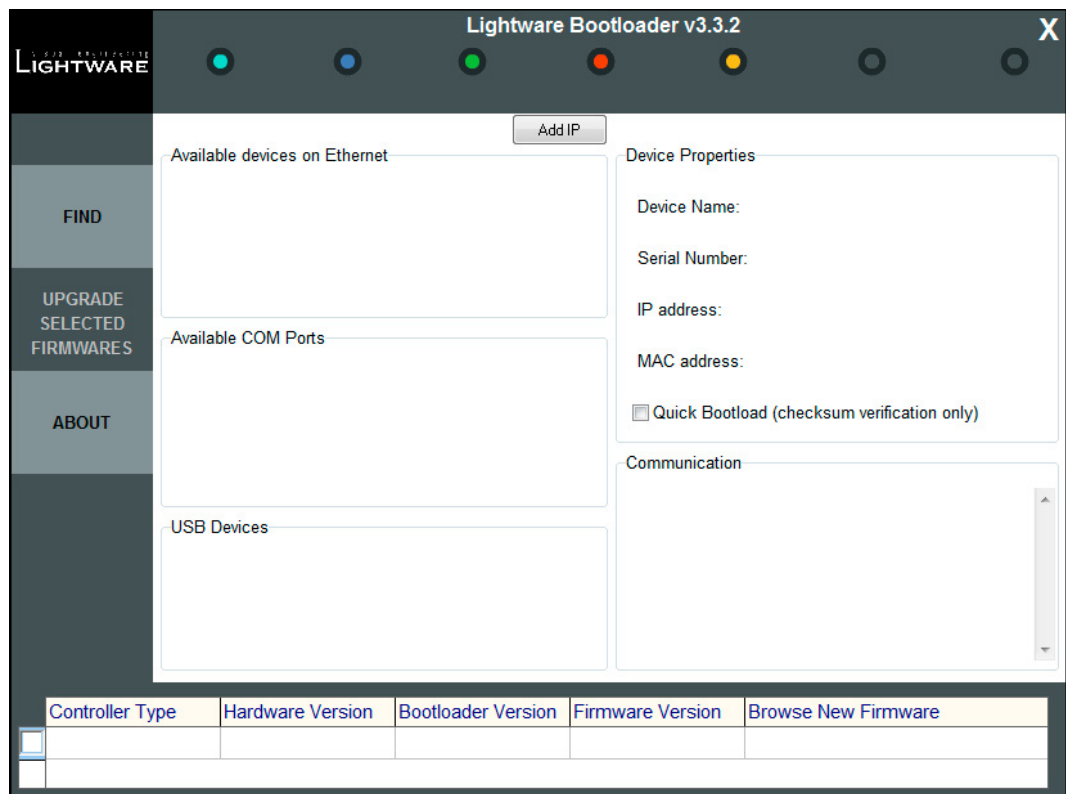 Lightware Bootloader v3.3.2
X
LIGHTWARE
Add IP
Available devices on Ethernet
Device Properties
FIND
Device Name:
Serial Number:
UPGRADE
SELECTED
FIRMWARES
IP address:
Available COM Ports
MAC address:
ABOUT
Quick Bootload (checksum verification only)
Communication
USB Devices
Controller Type
Hardware Version
Bootloader Version
Firmware Version
Browse New Firmware